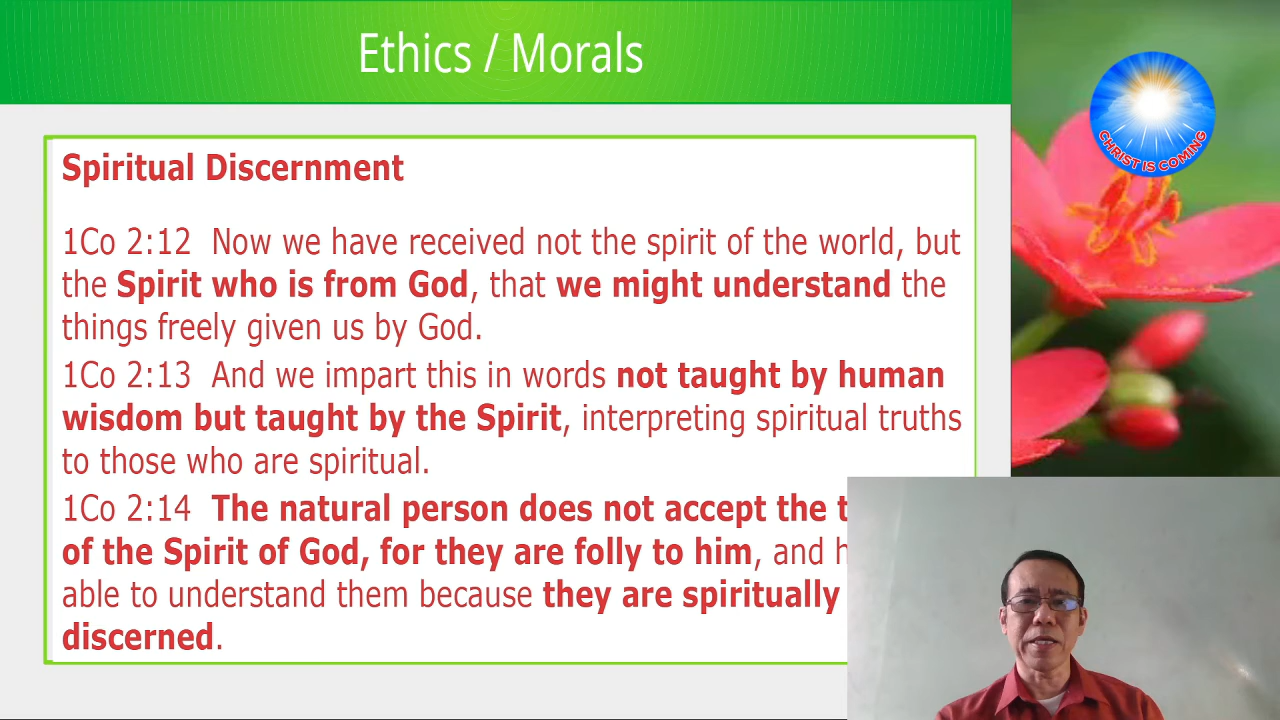 Ethics / Morals
CHRIST IS COMING
Spiritual Discernment
1Co 2:12 Now we have received not the spirit of the world, but
the Spirit who is from God, that we might understand the
things freely given us by God.
1Co 2:13 And we impart this in words not taught by human
wisdom but taught by the Spirit, interpreting spiritual truths
to those who are spiritual.
1Co 2:14 The natural person does not accept the
of the Spirit of God, for they are folly to him, and
able to understand them because they are spiritually
discerned.